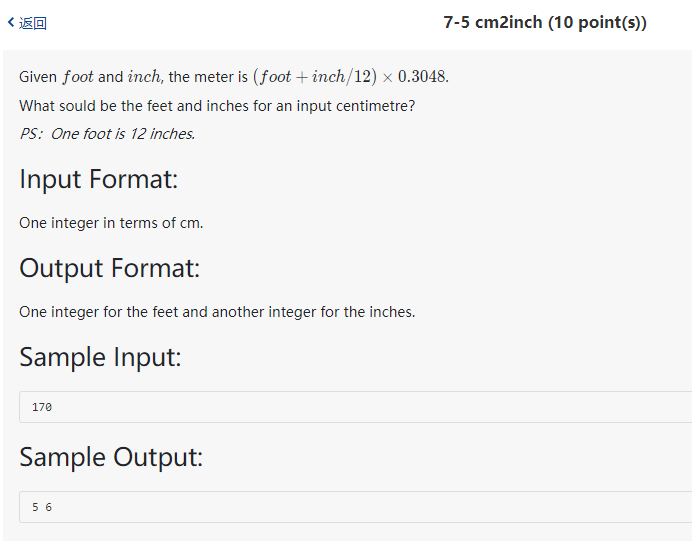 返回
7-5 cm2inch (10 point(s))
Given foot and inch, the meter is (foot + inch/12) × 0.3048.
What sould be the feet and inches for an input centimetre?
PS：One foot is 12 inches.
Input Format:
One integer in terms of cm.
Output Format:
One integer for the feet and another integer for the inches.
Sample Input:
170
Sample Output:
5 6